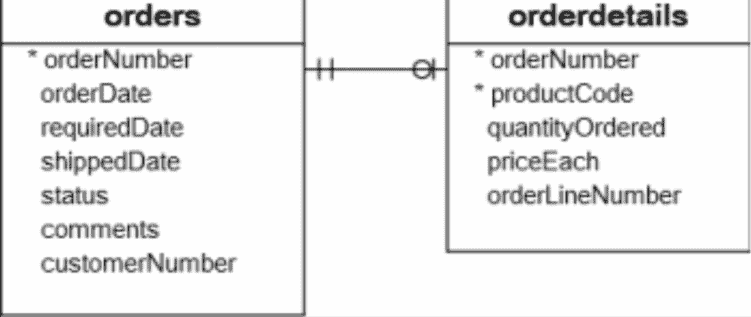 orders
* orderNumber
orderDate
requiredDate
shippedDate
status
comments
customerNumber
orderdetails
* orderNumber
* productCode
quantityOrdered
priceEach
orderLineNumber